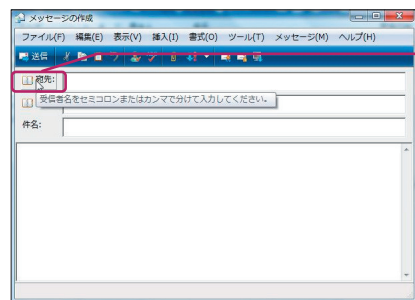 メッセージの作成
ファイル(F) 編集(E) 表示(V) 挿入(I) 書式(O) ツール(T) メッセージ(M) ヘルプ(H)
送信
宛先:
受信者名をセミコロンまたはカンマで分けて入力してください。
件名: